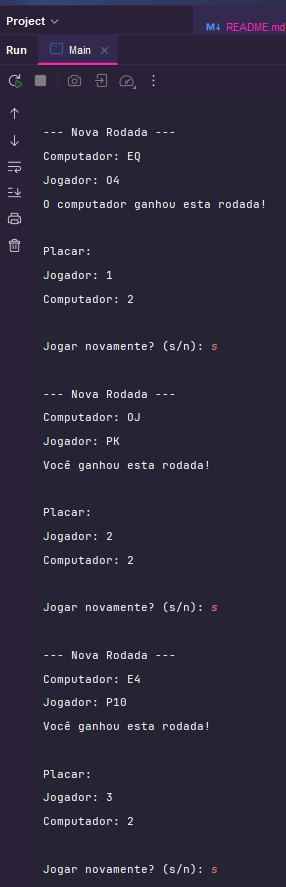 Project
M↓ README.md
Run
Main
--- Nova Rodada ---
Computador: EQ
Jogador: O4
O computador ganhou esta rodada!
Placar:
Jogador: 1
Computador: 2
Jogar novamente? (s/n): s
--- Nova Rodada ---
Computador: OJ
Jogador: PK
Você ganhou esta rodada!
Placar:
Jogador: 2
Computador: 2
Jogar novamente? (s/n): s
--- Nova Rodada ---
Computador: E4
Jogador: P10
Você ganhou esta rodada!
Placar:
Jogador: 3
Computador: 2
Jogar novamente? (s/n): s